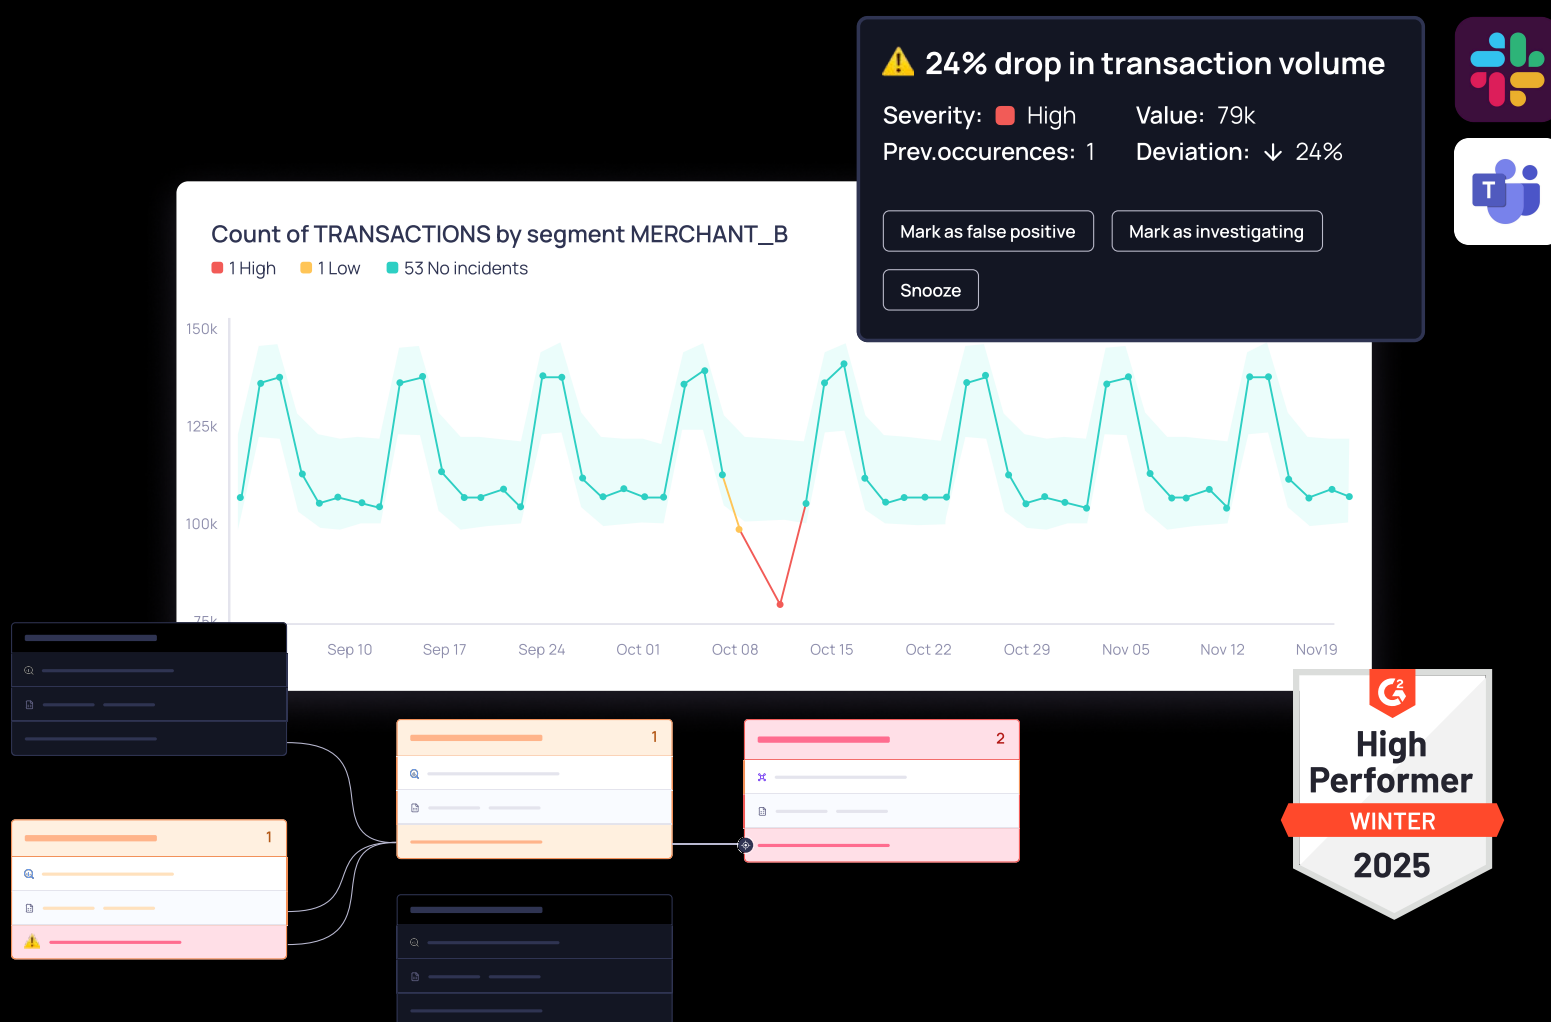 ⚠️ 24% drop in transaction volume
Severity: High Value: 79k
Prev.occurences: 1 Deviation: ↓ 24%
Mark as false positive Mark as investigating
Snooze
T
Count of TRANSACTIONS by segment MERCHANT_B
1 High 1 Low 53 No incidents
150k
125k
100k
75k
Sep 10 Sep 17 Sep 24 Oct 01 Oct 08 Oct 15 Oct 22 Oct 29 Nov 05 Nov 12 Nov19
1
2
1
G2
High
Performer
WINTER
2025